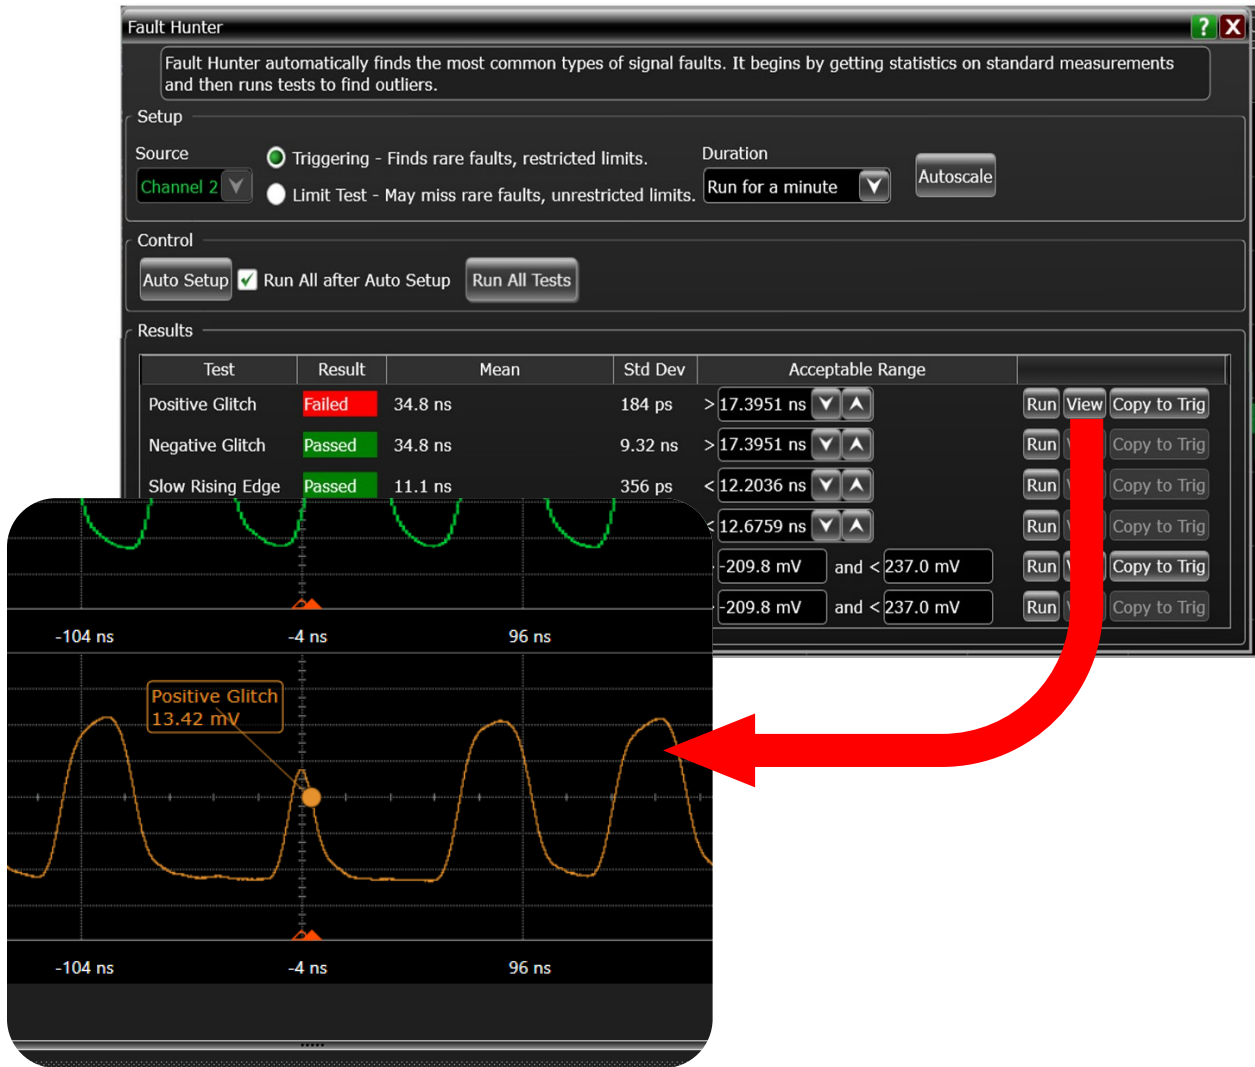 Fault Hunter
?
X
Fault Hunter automatically finds the most common types of signal faults. It begins by getting statistics on standard measurements
and then runs tests to find outliers.
Setup
Source
Channel 2
Triggering - Finds rare faults, restricted limits.
Limit Test - May miss rare faults, unrestricted limits.
Duration
Run for a minute
Autoscale
Control
Auto Setup
Run All after Auto Setup
Run All Tests
Results
Test Result Mean Std Dev Acceptable Range
Positive Glitch Failed 34.8 ns 184 ps > 17.3951 ns Run View Copy to Trig
Negative Glitch Passed 34.8 ns 9.32 ns > 17.3951 ns Run Copy to Trig
Slow Rising Edge Passed 11.1 ns 356 ps < 12.2036 ns Run Copy to Trig
< 12.6759 ns Run Copy to Trig
-209.8 mV and < 237.0 mV Run Copy to Trig
-209.8 mV and < 237.0 mV Run Copy to Trig
-104 ns -4 ns 96 ns
Positive Glitch
13.42 mV
-104 ns -4 ns 96 ns